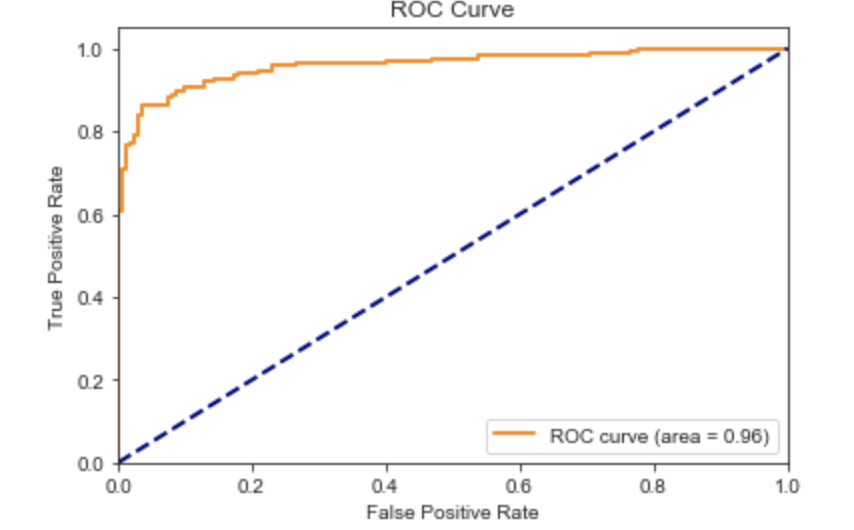 ROC Curve
1.0
0.8
0.6
0.4
0.2
0.0
True Positive Rate
ROC curve (area = 0.96)
0.0 0.2 0.4 0.6 0.8 1.0
False Positive Rate